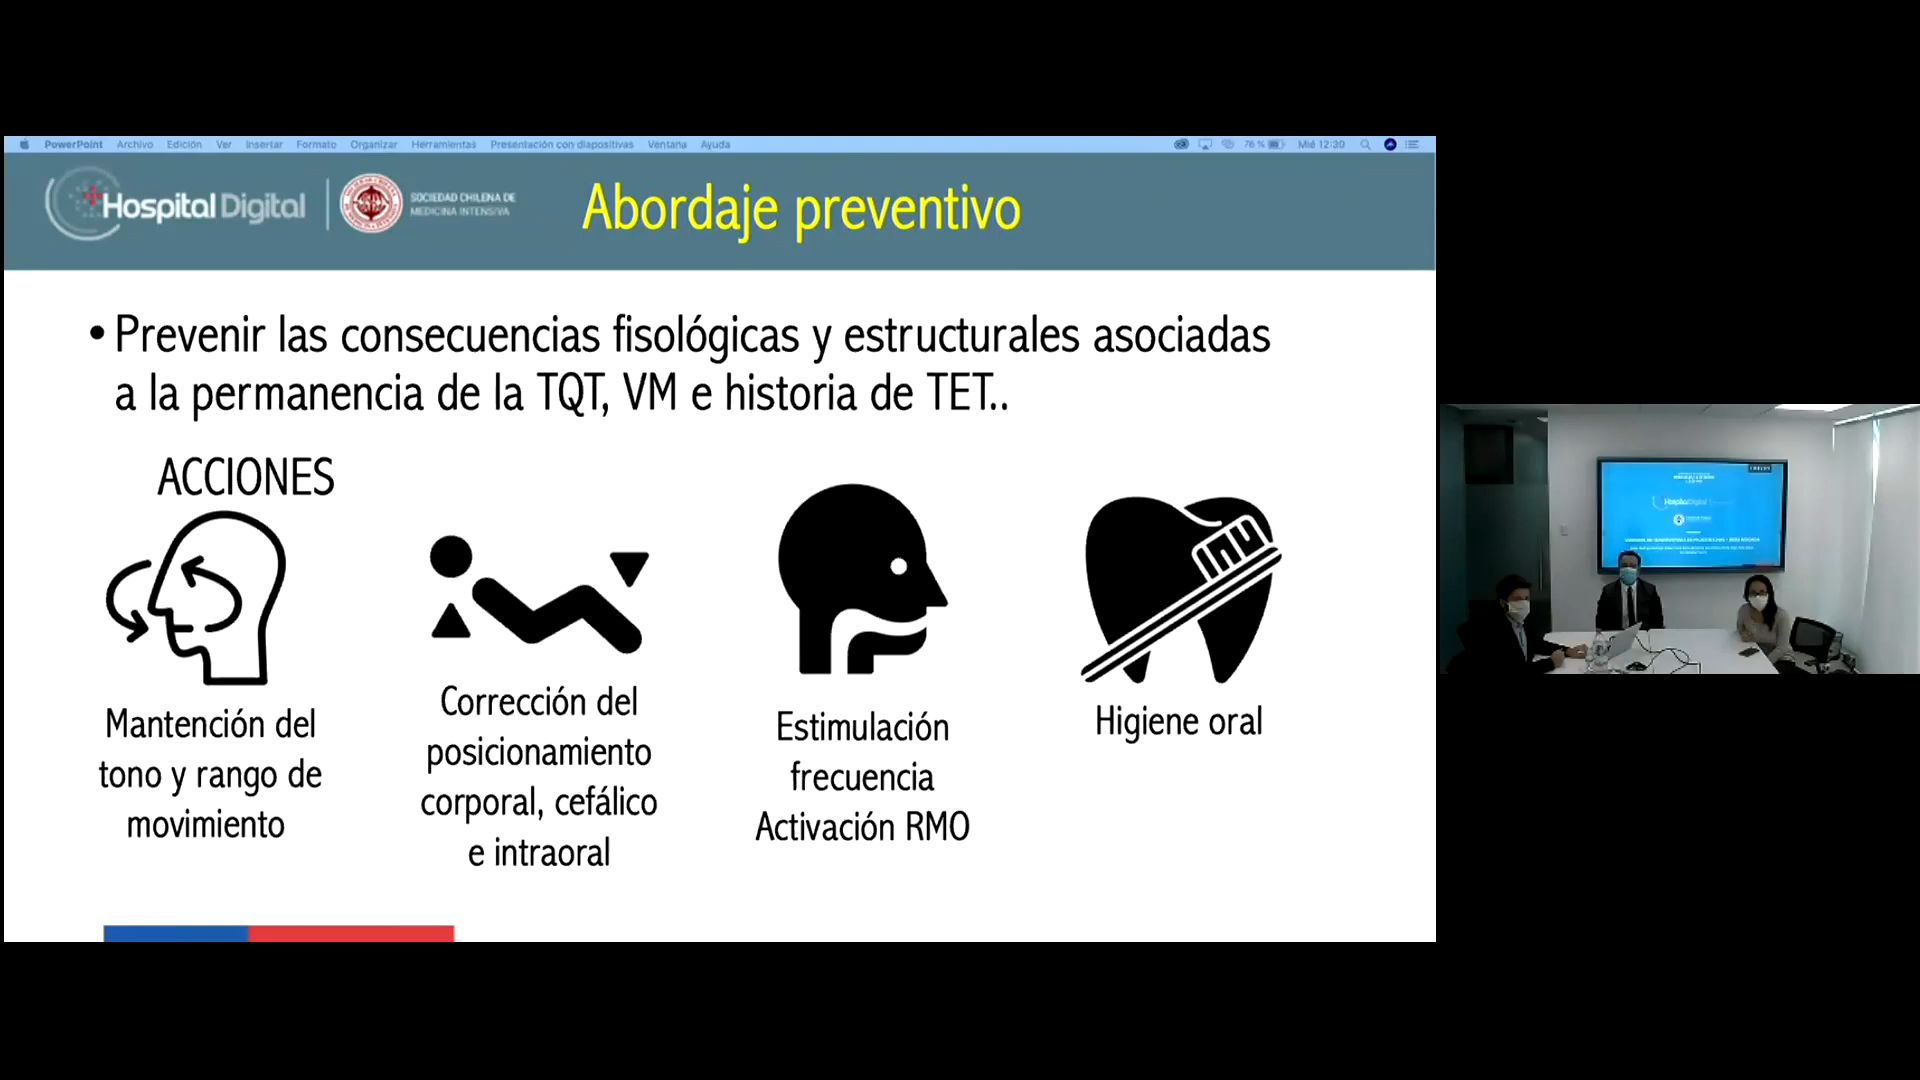 PowerPoint Archivo Edición Ver Insertar Formato Organizar Herramientas Presentación con diapositivas Ventana Ayuda 76 % Mié 12:30
Hospital Digital
SOCIEDAD CHILENA DE
MEDICINA INTENSIVA
Abordaje preventivo
• Prevenir las consecuencias fisológicas y estructurales asociadas
a la permanencia de la TQT, VM e historia de TET..
ACCIONES
Mantención del
tono y rango de
movimiento
Corrección del
posicionamiento
corporal, cefálico
e intraoral
Estimulación
frecuencia
Activación RMO
Higiene oral
HospitalDigital